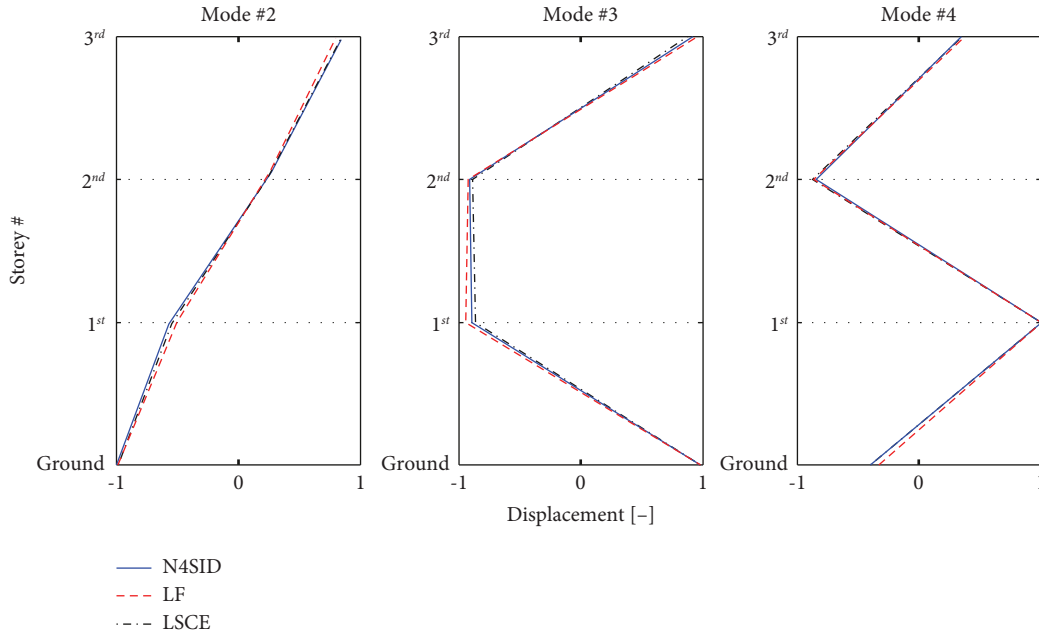 Mode #2
Mode #3
Mode #4
3rd
3rd
3rd
2nd
2nd
2nd
Storey #
1st
1st
1st
Ground
Ground
Ground
-1
0
1
-1
0
1
-1
0
1
Displacement [–]
N4SID
LF
LSCE